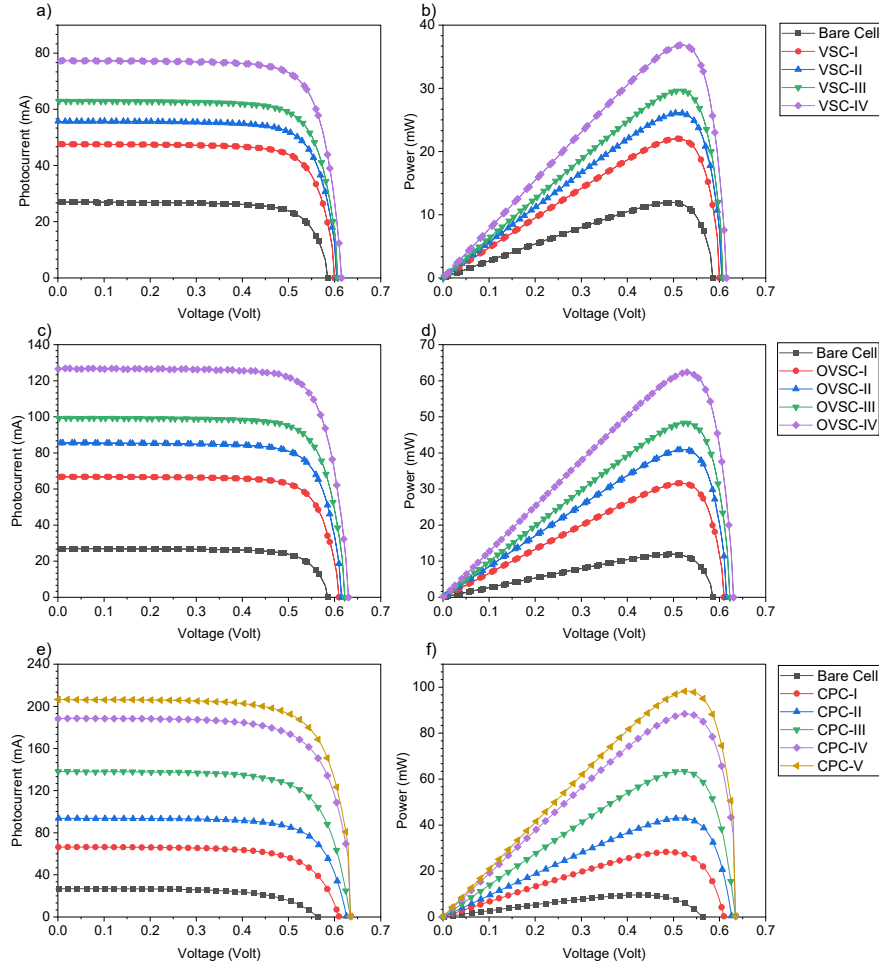 a)
80
60
40
20
0
Photocurrent (mA)
0.0 0.1 0.2 0.3 0.4 0.5 0.6 0.7
Voltage (Volt)
b)
40
30
20
10
0
Power (mW)
0.0 0.1 0.2 0.3 0.4 0.5 0.6 0.7
Voltage (Volt)
Bare Cell
VSC-I
VSC-II
VSC-III
VSC-IV
c)
140
120
100
80
60
40
20
0
Photocurrent (mA)
0.0 0.1 0.2 0.3 0.4 0.5 0.6 0.7
Voltage (Volt)
d)
70
60
50
40
30
20
10
0
Power (mW)
0.0 0.1 0.2 0.3 0.4 0.5 0.6 0.7
Voltage (Volt)
Bare Cell
OVSC-I
OVSC-II
OVSC-III
OVSC-IV
e)
240
200
160
120
80
40
0
Photocurrent (mA)
0.0 0.1 0.2 0.3 0.4 0.5 0.6 0.7
Voltage (Volt)
f)
100
80
60
40
20
0
Power (mW)
0.0 0.1 0.2 0.3 0.4 0.5 0.6 0.7
Voltage (Volt)
Bare Cell
CPC-I
CPC-II
CPC-III
CPC-IV
CPC-V